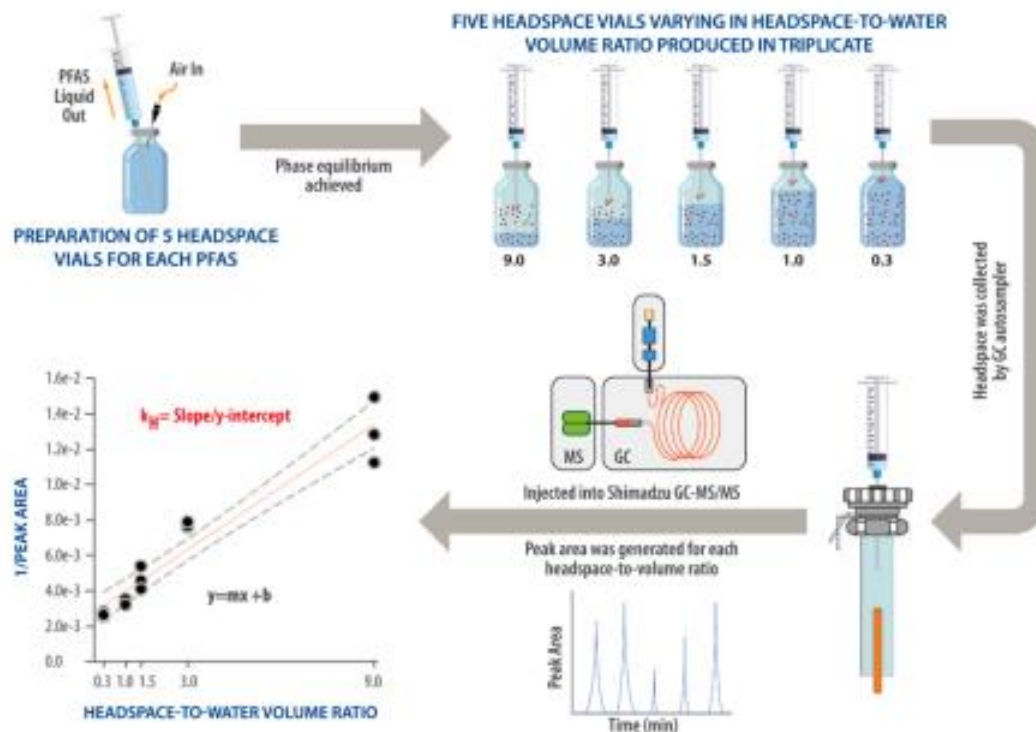 FIVE HEADSPACE VIALS VARYING IN HEADSPACE-TO-WATER
VOLUME RATIO PRODUCED IN TRIPLICATE
PFAS
Liquid
Out
Air In
Phase equilibrium
achieved
PREPARATION OF 5 HEADSPACE
VIALS FOR EACH PFAS
9.0
3.0
1.5
1.0
0.3
Headspace was collected
by GC autosampler
MS
GC
Injected into Shimadzu GC-MS/MS
Peak area was generated for each
headspace-to-volume ratio
Peak Area
Time (min)
1/PEAK AREA
1.6e-2
1.4e-2
1.2e-2
1.0e-2
8.0e-3
6.0e-3
4.0e-3
2.0e-3
0.0
kH= Slope/y-intercept
y=mx +b
0.3
1.0
1.5
3.0
9.0
HEADSPACE-TO-WATER VOLUME RATIO